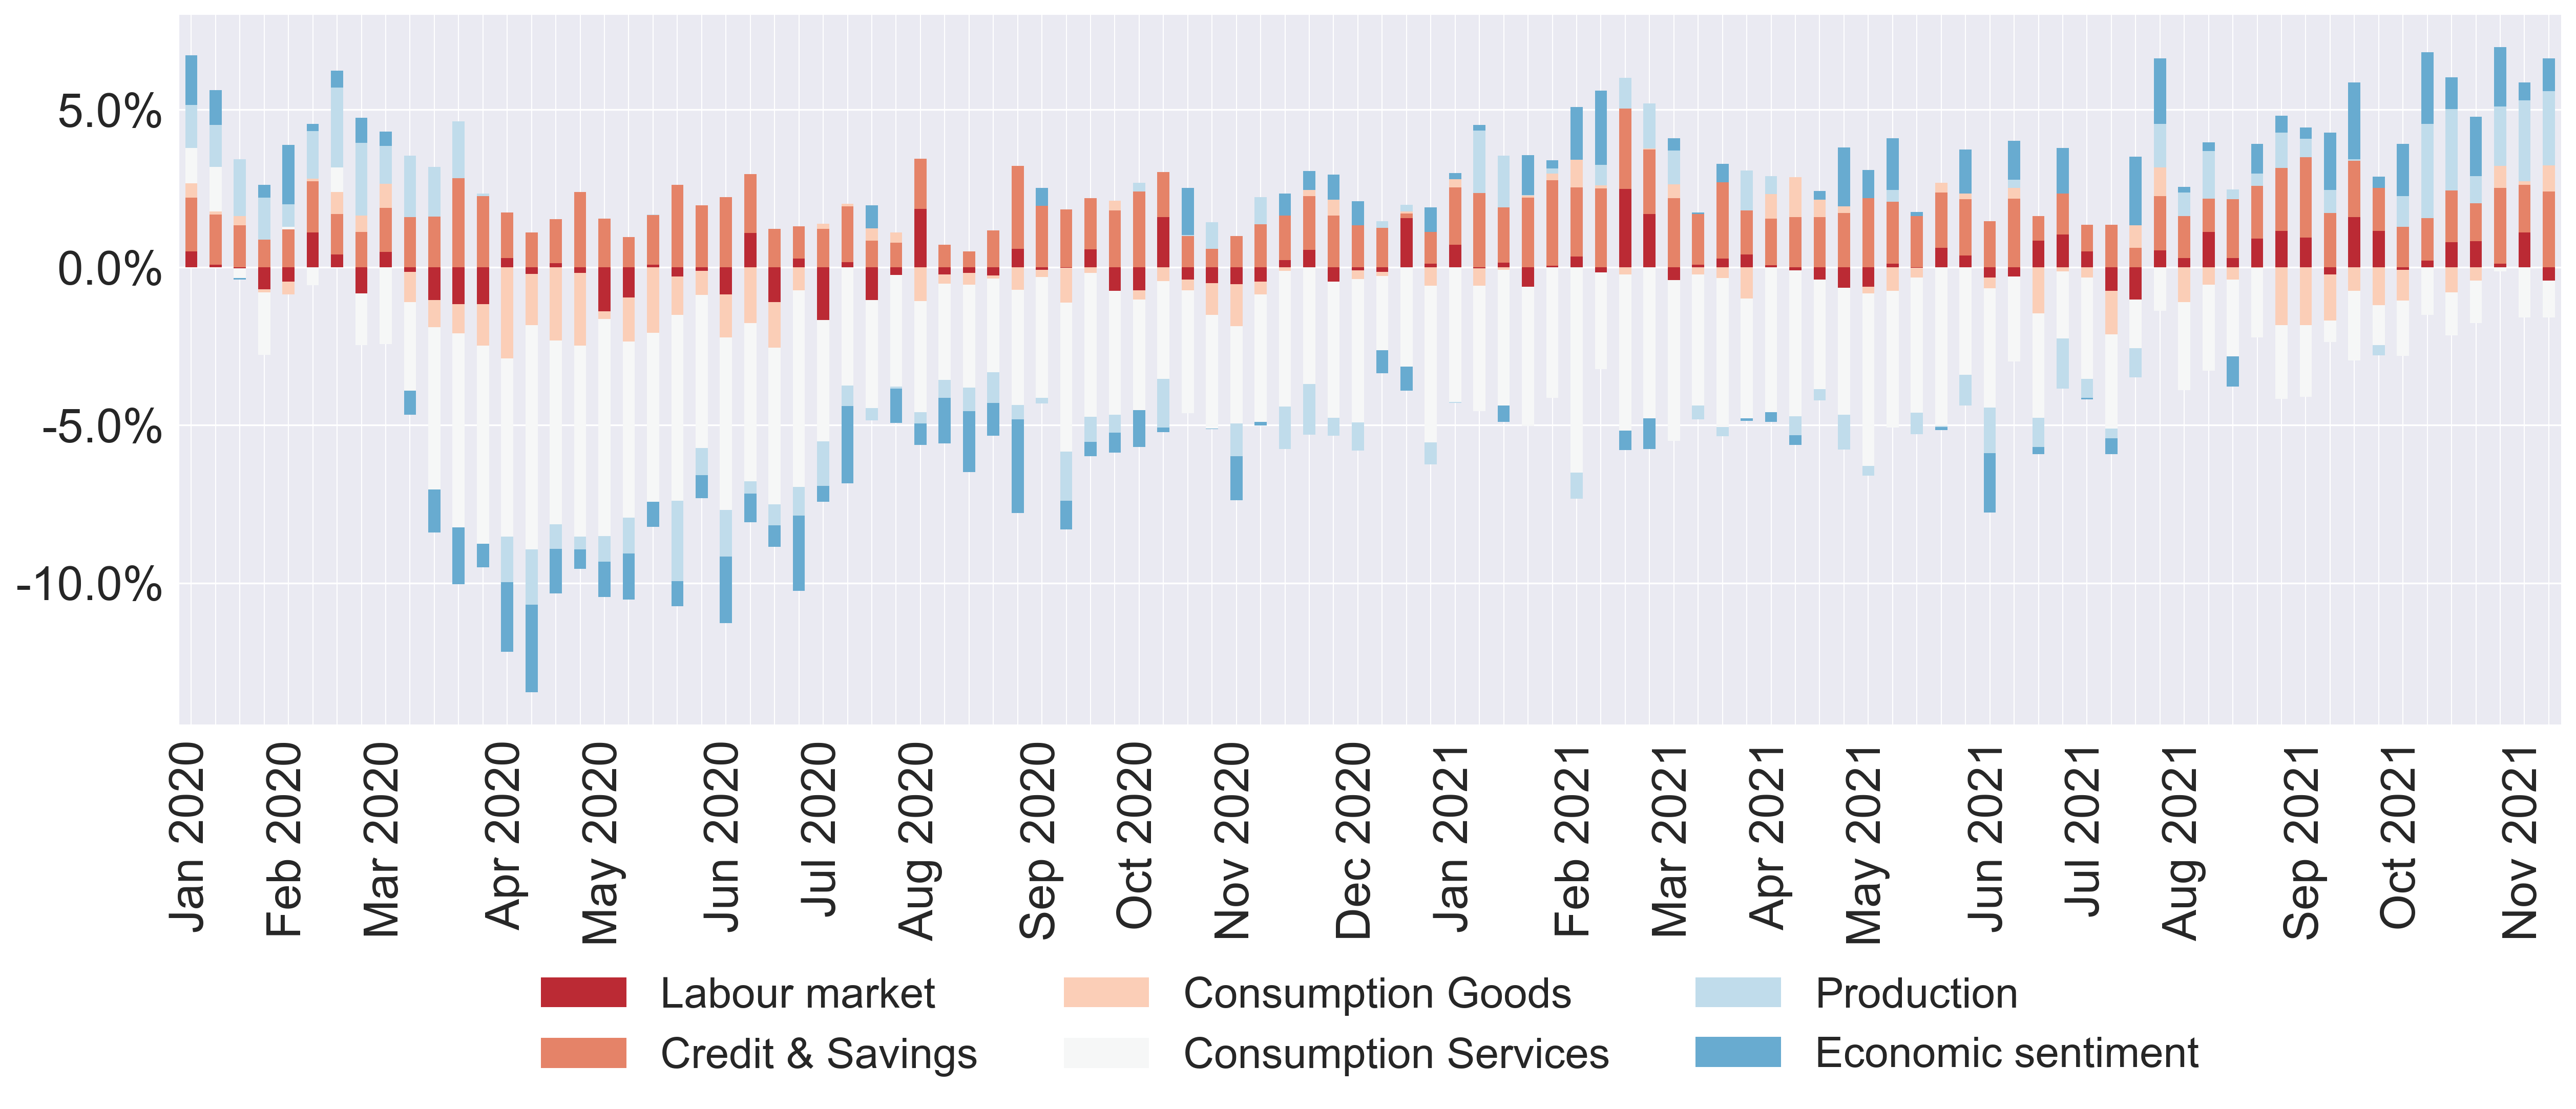 5.0%
0.0%
-5.0%
-10.0%
Jan 2020
Feb 2020
Mar 2020
Apr 2020
May 2020
Jun 2020
Jul 2020
Aug 2020
Sep 2020
Oct 2020
Nov 2020
Dec 2020
Jan 2021
Feb 2021
Mar 2021
Apr 2021
May 2021
Jun 2021
Jul 2021
Aug 2021
Sep 2021
Oct 2021
Nov 2021
Labour market
Consumption Goods
Production
Credit & Savings
Consumption Services
Economic sentiment